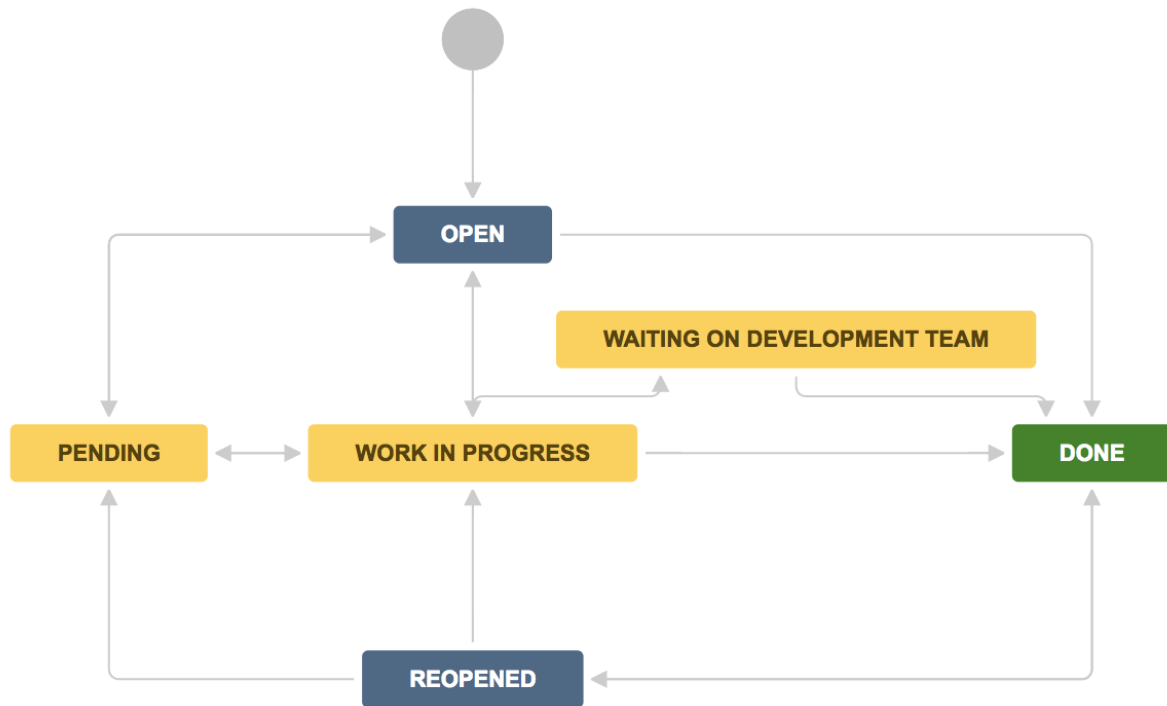 OPEN
WAITING ON DEVELOPMENT TEAM
PENDING
WORK IN PROGRESS
DONE
REOPENED